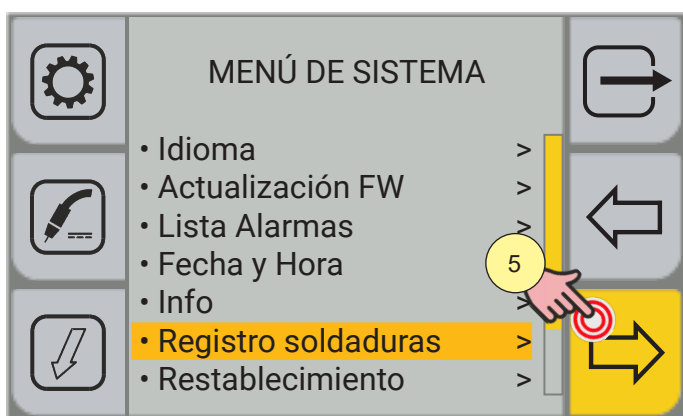 MENÚ DE SISTEMA
• Idioma >
• Actualización FW >
• Lista Alarmas >
• Fecha y Hora
5
• Info >
• Registro soldaduras >
• Restablecimiento >